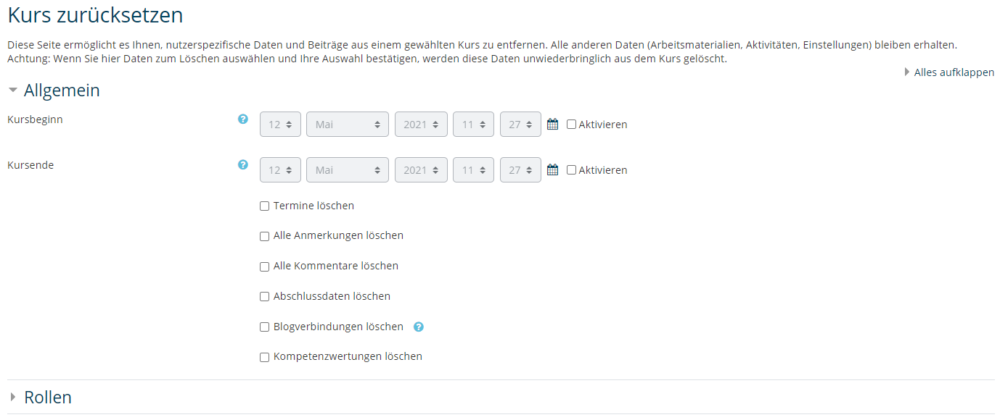 Kurs zurücksetzen
Diese Seite ermöglicht es Ihnen, nutzerspezifische Daten und Beiträge aus einem gewählten Kurs zu entfernen. Alle anderen Daten (Arbeitsmaterialien, Aktivitäten, Einstellungen) bleiben erhalten.
Achtung: Wenn Sie hier Daten zum Löschen auswählen und Ihre Auswahl bestätigen, werden diese Daten unwiederbringlich aus dem Kurs gelöscht.
Alles aufklappen
Allgemein
Kursbeginn ? 12 Mai 2021 11 27 Aktivieren
Kursende ? 12 Mai 2021 11 27 Aktivieren
Termine löschen
Alle Anmerkungen löschen
Alle Kommentare löschen
Abschlussdaten löschen
Blogverbindungen löschen ?
Kompetenzwertungen löschen
Rollen